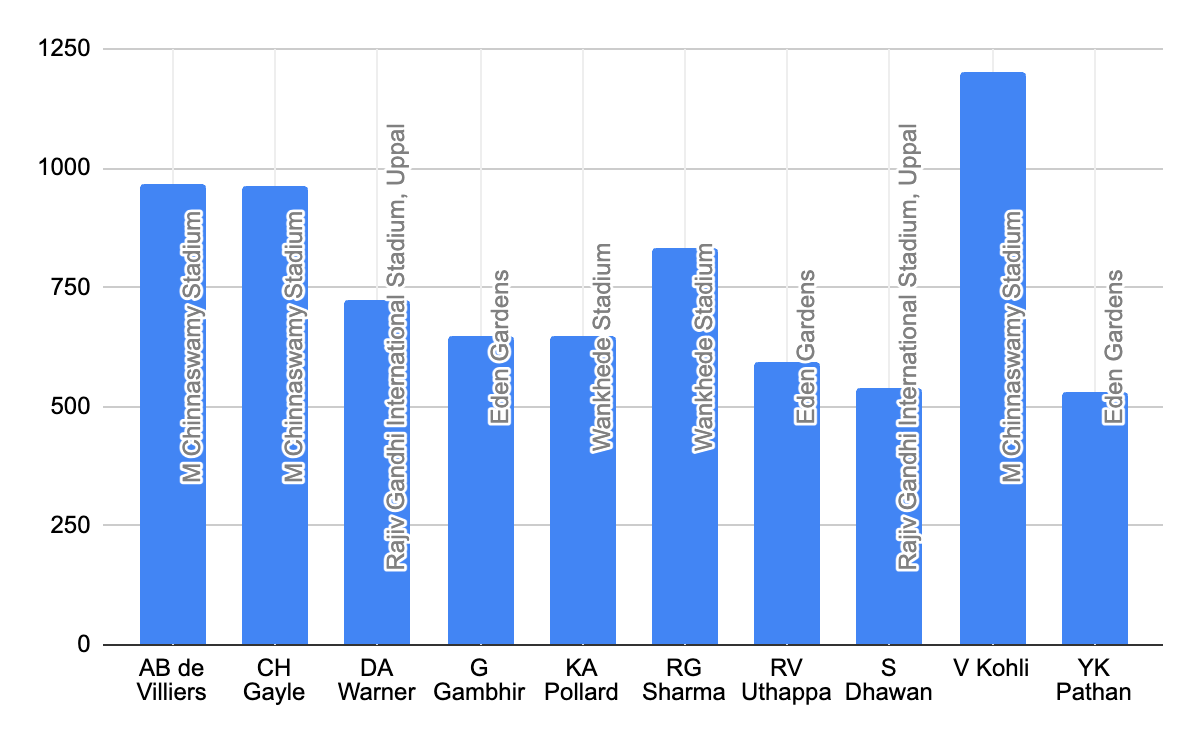 1250
1000
750
500
250
0
M Chinnaswamy Stadium
M Chinnaswamy Stadium
Rajiv Gandhi International Stadium, Uppal
Eden Gardens
Wankhede Stadium
Wankhede Stadium
Eden Gardens
Rajiv Gandhi International Stadium, Uppal
M Chinnaswamy Stadium
Eden Gardens
AB de
Villiers
CH
Gayle
DA
Warner
G
Gambhir
KA
Pollard
RG
Sharma
RV
Uthappa
S
Dhawan
V Kohli
YK
Pathan